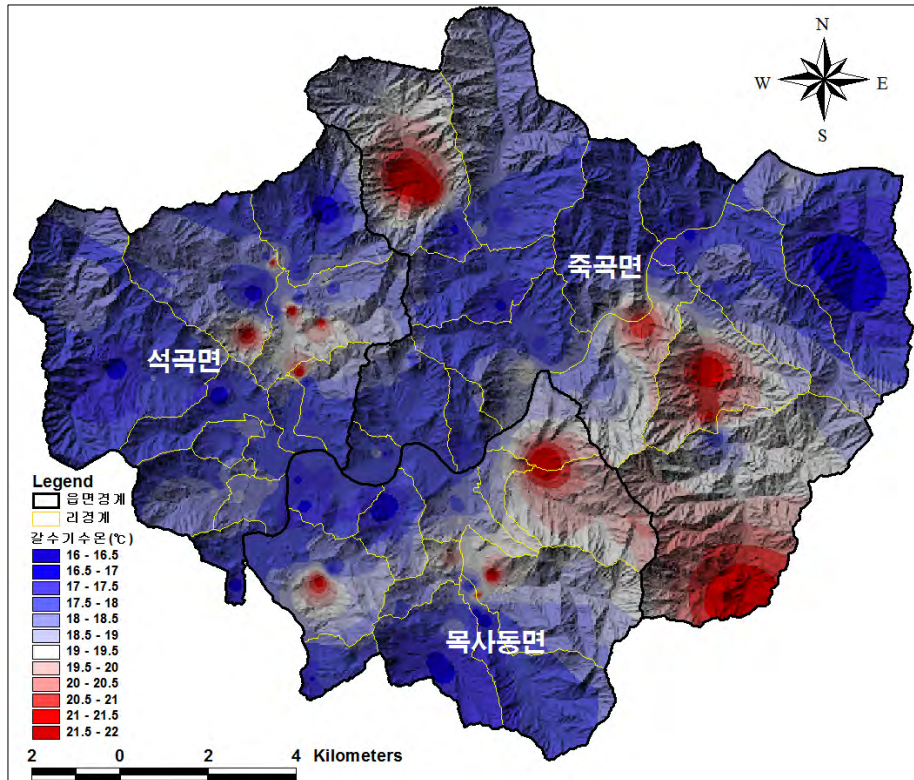 N
W E
S
죽곡면
석곡면
목사동면
Legend
읍면경계
리경계
갈수기수온(℃)
16 - 16.5
16.5 - 17
17 - 17.5
17.5 - 18
18 - 18.5
18.5 - 19
19 - 19.5
19.5 - 20
20 - 20.5
20.5 - 21
21 - 21.5
21.5 - 22
2 0 2 4 Kilometers